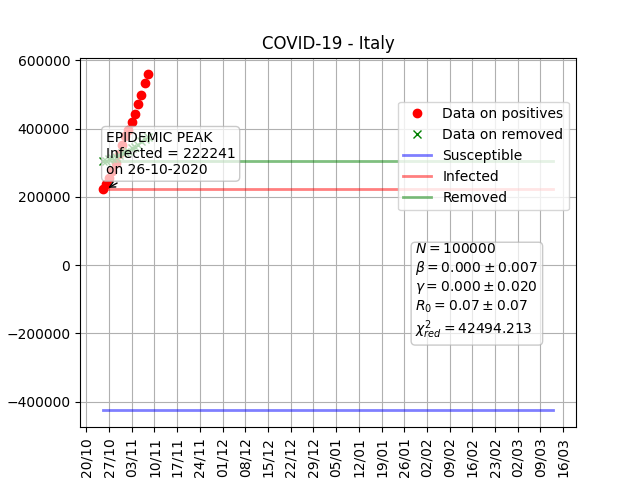 COVID-19 - Italy
600000
400000
200000
0
−200000
−400000
EPIDEMIC PEAK
Infected = 222241
on 26-10-2020
Data on positives
Data on removed
Susceptible
Infected
Removed
N = 100000
β = 0.000 ± 0.007
γ = 0.000 ± 0.020
R₀ = 0.07 ± 0.07
χ²red = 42494.213
20/10
27/10
03/11
10/11
17/11
24/11
01/12
08/12
15/12
22/12
29/12
05/01
12/01
19/01
26/01
02/02
09/02
16/02
23/02
02/03
09/03
16/03